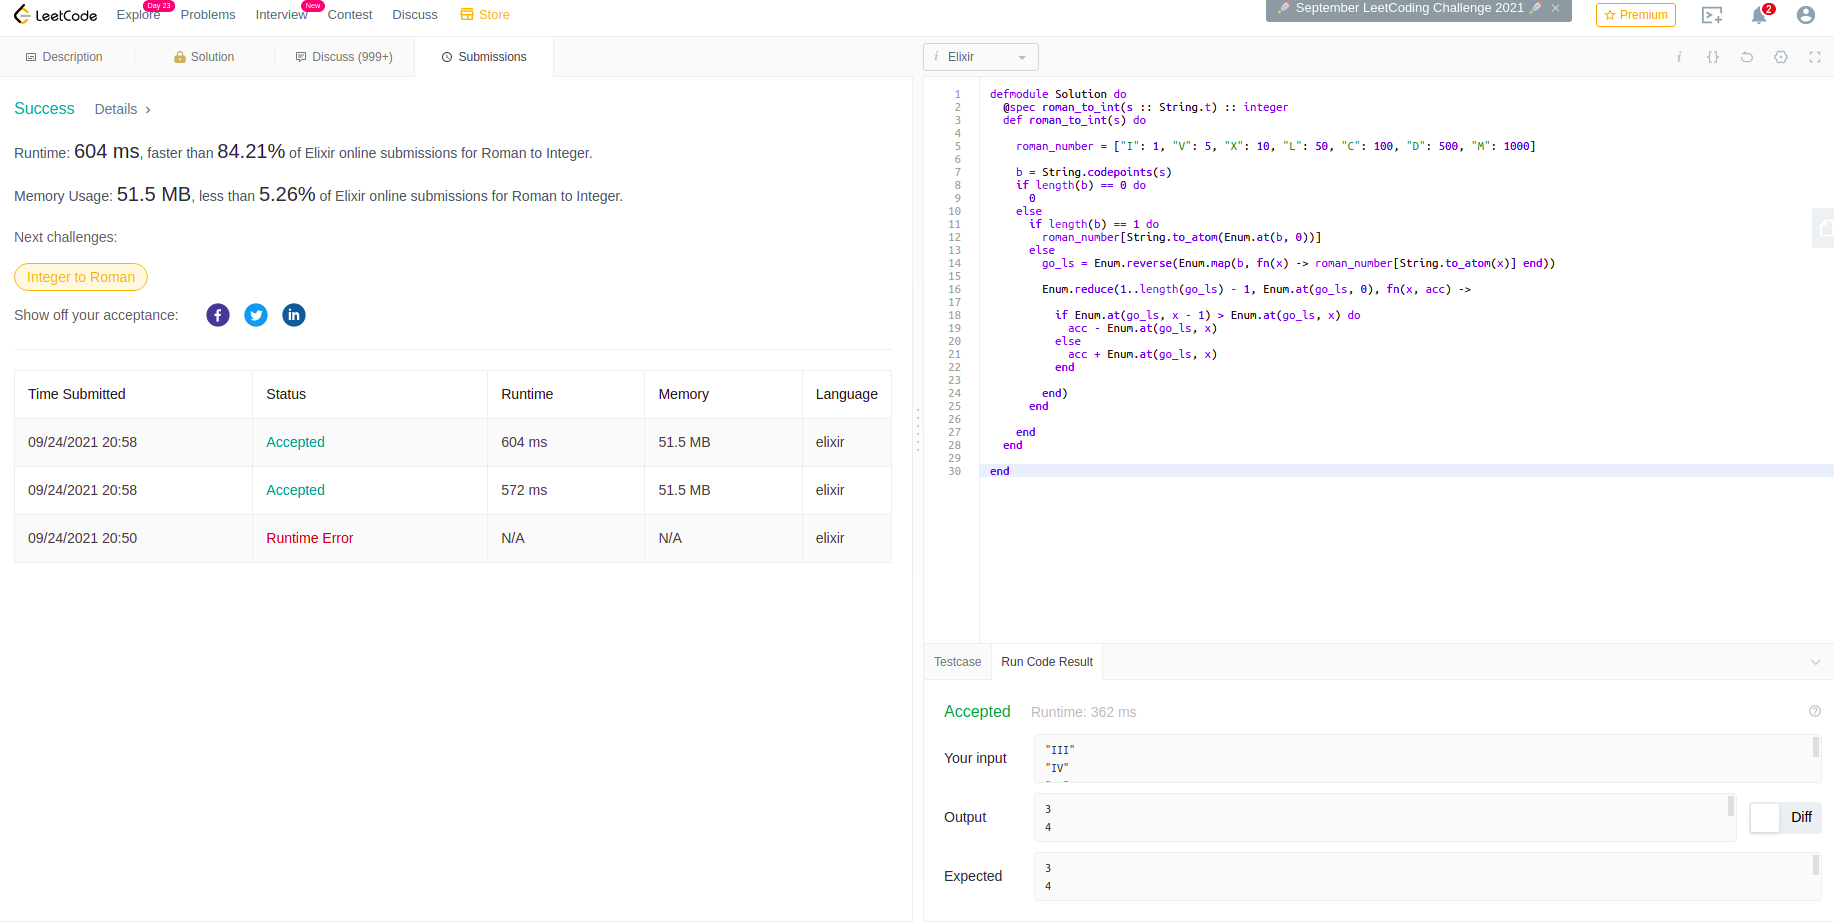 LeetCode
Explore
Day 23
Problems
Interview
New
Contest
Discuss
Store
September LeetCoding Challenge 2021
Premium
2
Description
Solution
Discuss (999+)
Submissions
Success
Details
Runtime: 604 ms, faster than 84.21% of Elixir online submissions for Roman to Integer.
Memory Usage: 51.5 MB, less than 5.26% of Elixir online submissions for Roman to Integer.
Next challenges:
Integer to Roman
Show off your acceptance:
Time Submitted Status Runtime Memory Language
09/24/2021 20:58 Accepted 604 ms 51.5 MB elixir
09/24/2021 20:58 Accepted 572 ms 51.5 MB elixir
09/24/2021 20:50 Runtime Error N/A N/A elixir
i Elixir
i {}
1 defmodule Solution do
2 @spec roman_to_int(s :: String.t) :: integer
3 def roman_to_int(s) do
4
5 roman_number = ["I": 1, "V": 5, "X": 10, "L": 50, "C": 100, "D": 500, "M": 1000]
6
7 b = String.codepoints(s)
8 if length(b) == 0 do
9 0
10 else
11 if length(b) == 1 do
12 roman_number[String.to_atom(Enum.at(b, 0))]
13 else
14 go_ls = Enum.reverse(Enum.map(b, fn(x) -> roman_number[String.to_atom(x)] end))
15
16 Enum.reduce(1..length(go_ls) - 1, Enum.at(go_ls, 0), fn(x, acc) ->
17
18 if Enum.at(go_ls, x - 1) > Enum.at(go_ls, x) do
19 acc - Enum.at(go_ls, x)
20 else
21 acc + Enum.at(go_ls, x)
22 end
23
24 end)
25 end
26
27 end
28 end
29
30 end
Testcase
Run Code Result
Accepted
Runtime: 362 ms
Your input
"III"
"IV"
Output
3
4
Diff
Expected
3
4